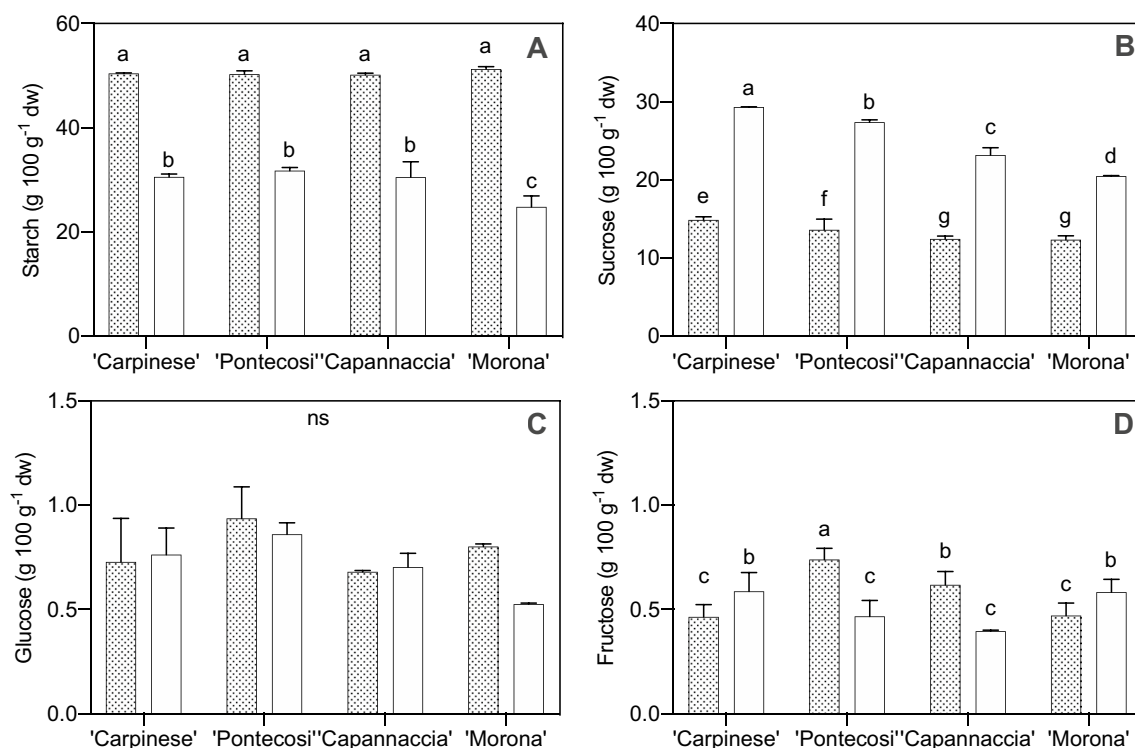 60
40
20
0
Starch (g 100 g⁻¹ dw)
A
a
b
a
b
a
b
a
c
'Carpinese' 'Pontecosi' 'Capannaccia' 'Morona'
40
30
20
10
0
Sucrose (g 100 g⁻¹ dw)
B
e
a
f
b
g
c
g
d
'Carpinese' 'Pontecosi' 'Capannaccia' 'Morona'
1.5
1.0
0.5
0.0
Glucose (g 100 g⁻¹ dw)
ns
C
'Carpinese' 'Pontecosi' 'Capannaccia' 'Morona'
1.5
1.0
0.5
0.0
Fructose (g 100 g⁻¹ dw)
D
c
b
a
c
b
c
c
b
'Carpinese' 'Pontecosi' 'Capannaccia' 'Morona'